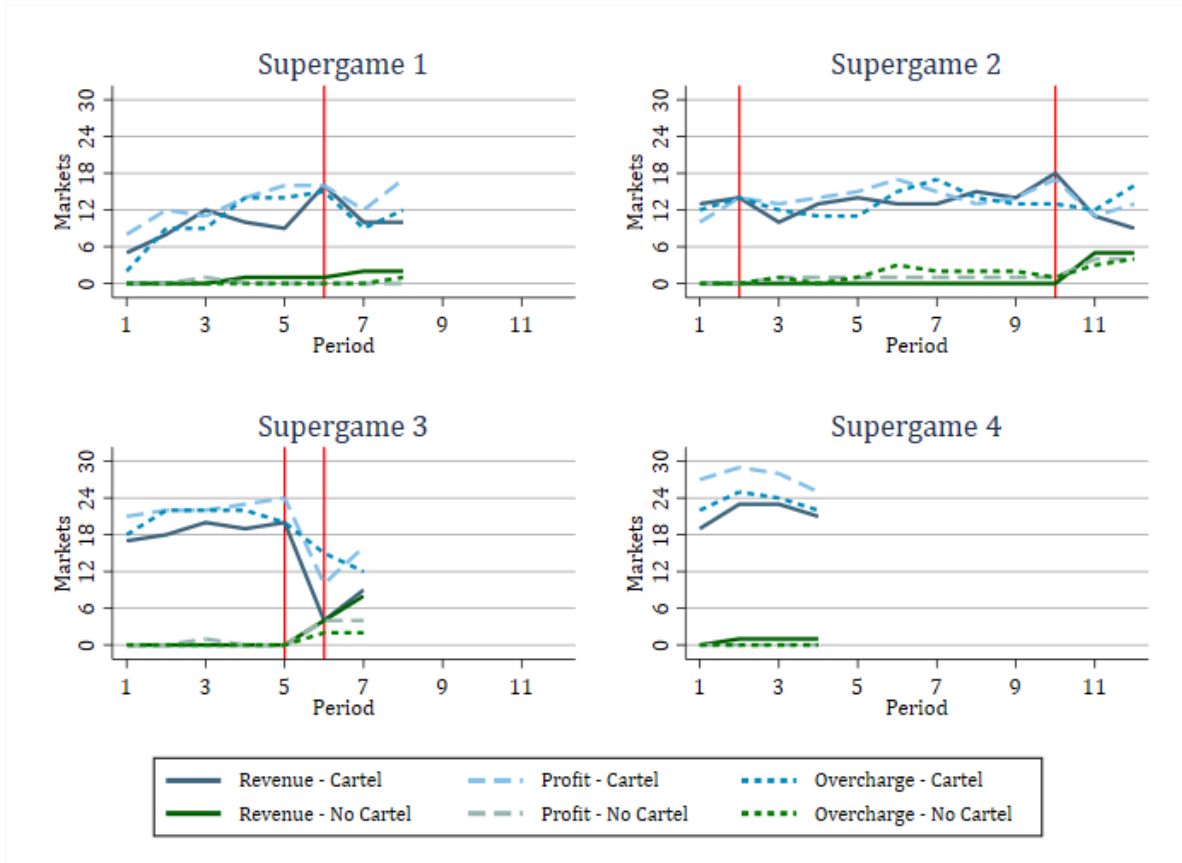 Supergame 1
Markets
30
24
18
12
6
0
1 3 5 7 9 11
Period
Supergame 2
Markets
30
24
18
12
6
0
1 3 5 7 9 11
Period
Supergame 3
Markets
30
24
18
12
6
0
1 3 5 7 9 11
Period
Supergame 4
Markets
30
24
18
12
6
0
1 3 5 7 9 11
Period
Revenue - Cartel Profit - Cartel Overcharge - Cartel
Revenue - No Cartel Profit - No Cartel Overcharge - No Cartel